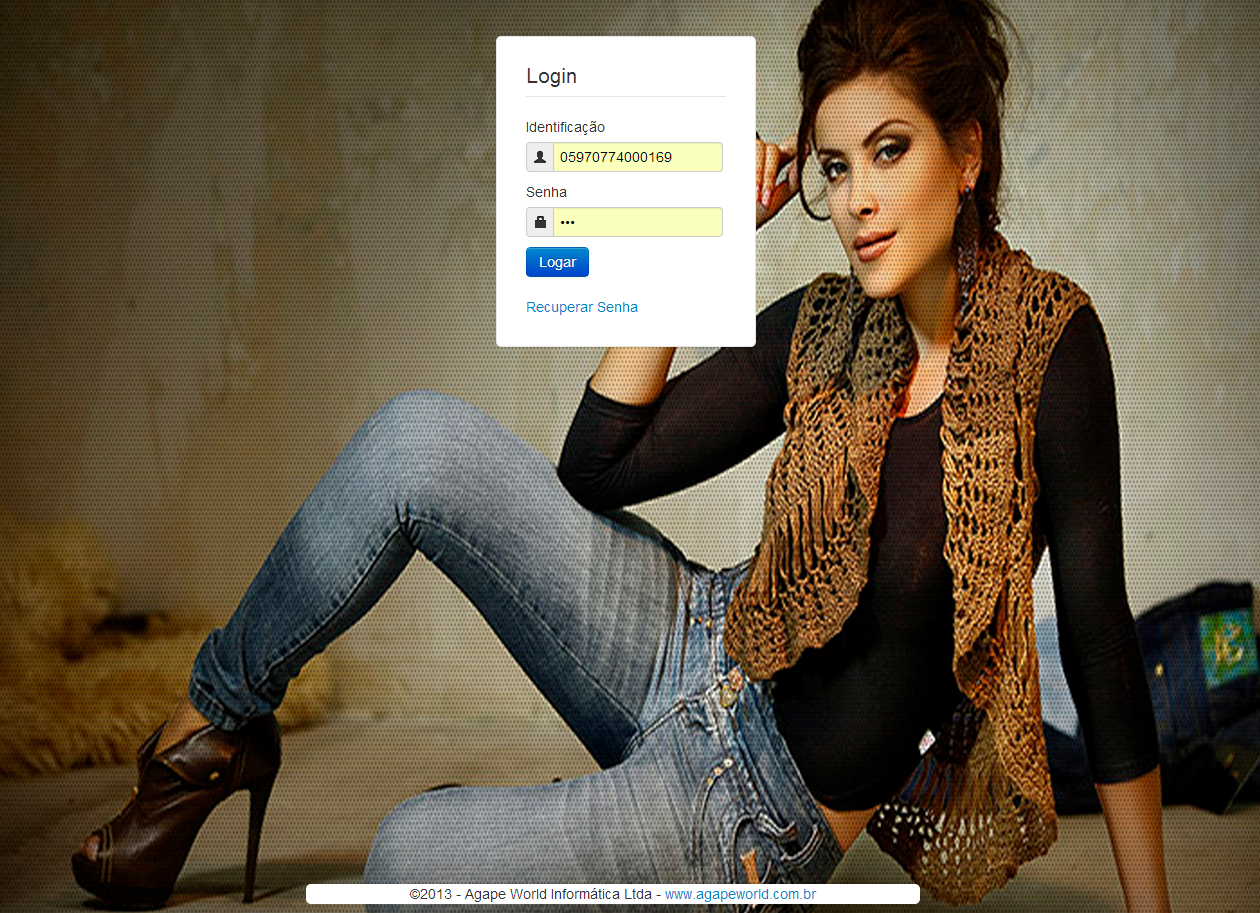 Login
Identificação
05970774000169
Senha
•••
Logar
Recuperar Senha
©2013 - Agape World Informática Ltda - www.agapeworld.com.br